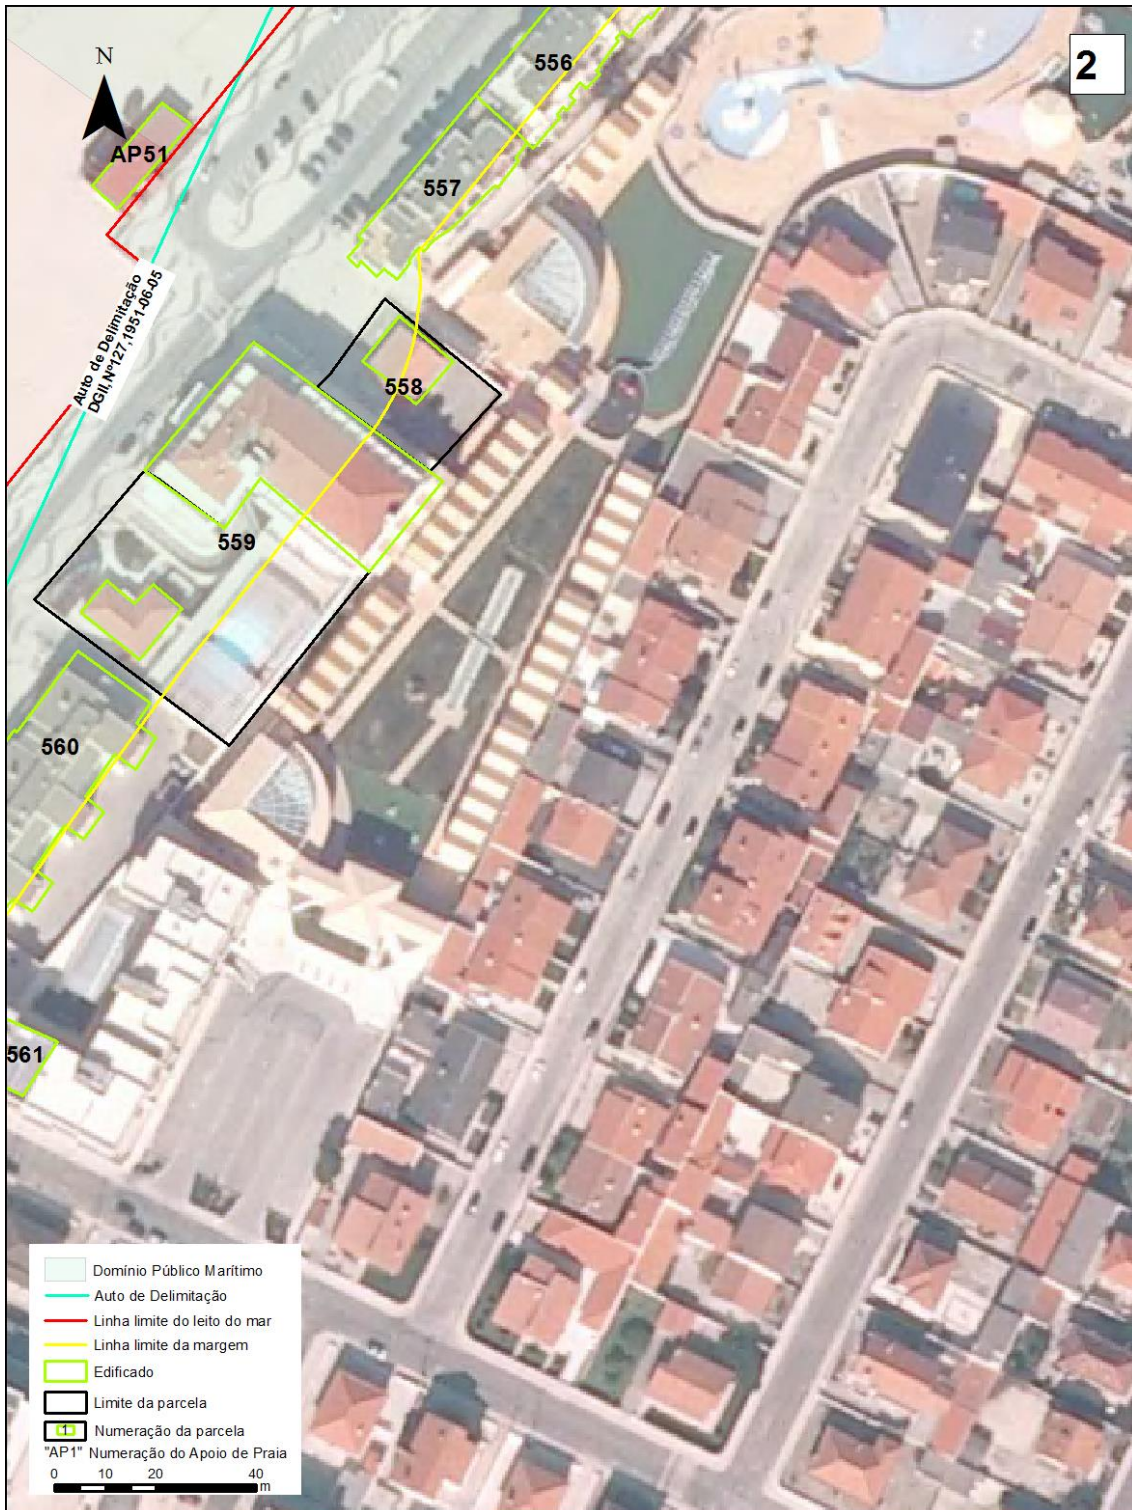 2
N
556
AP51
557
Auto de Delimitação
DGII, Nº127,1951-06-05
558
559
560
561
Domínio Público Marítimo
Auto de Delimitação
Linha limite do leito do mar
Linha limite da margem
Edificado
Limite da parcela
1 Numeração da parcela
"AP1" Numeração do Apoio de Praia
0 10 20 40
m